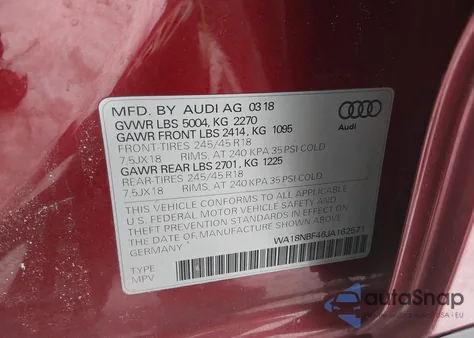 MFD. BY AUDI AG 03 18
GVWR LBS 5004, KG 2270
GAWR FRONT LBS 2414, KG 1095
FRONT-TIRES 245/45 R18
7,5JX18 RIMS, AT 240 KPA 35 PSI COLD
GAWR REAR LBS 2701, KG 1225
REAR-TIRES 245/45 R18
7,5JX18 RIMS, AT 240 KPA 35 PSI COLD
Audi
THIS VEHICLE CONFORMS TO ALL APPLICABLE
U.S. FEDERAL MOTOR VEHICLE SAFETY AND
THEFT PREVENTION STANDARDS IN EFFECT ON
DATE OF MANUFACTURE SHOWN ABOVE
GERMANY
WA18NBF46JA162571
TYPE
MPV
autoSnap
USA | EU